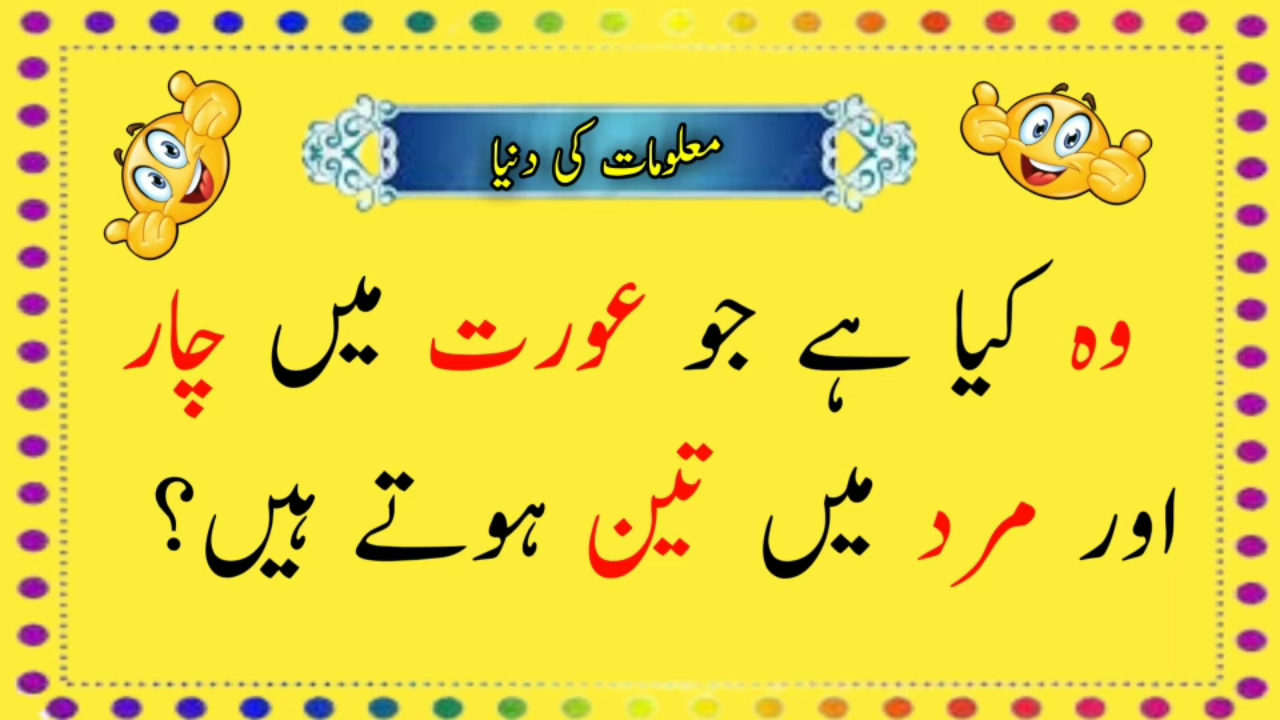 معلومات کی دنیا
وہ کیا ہے جو عورت میں چار
اور مرد میں تین ہوتے ہیں؟